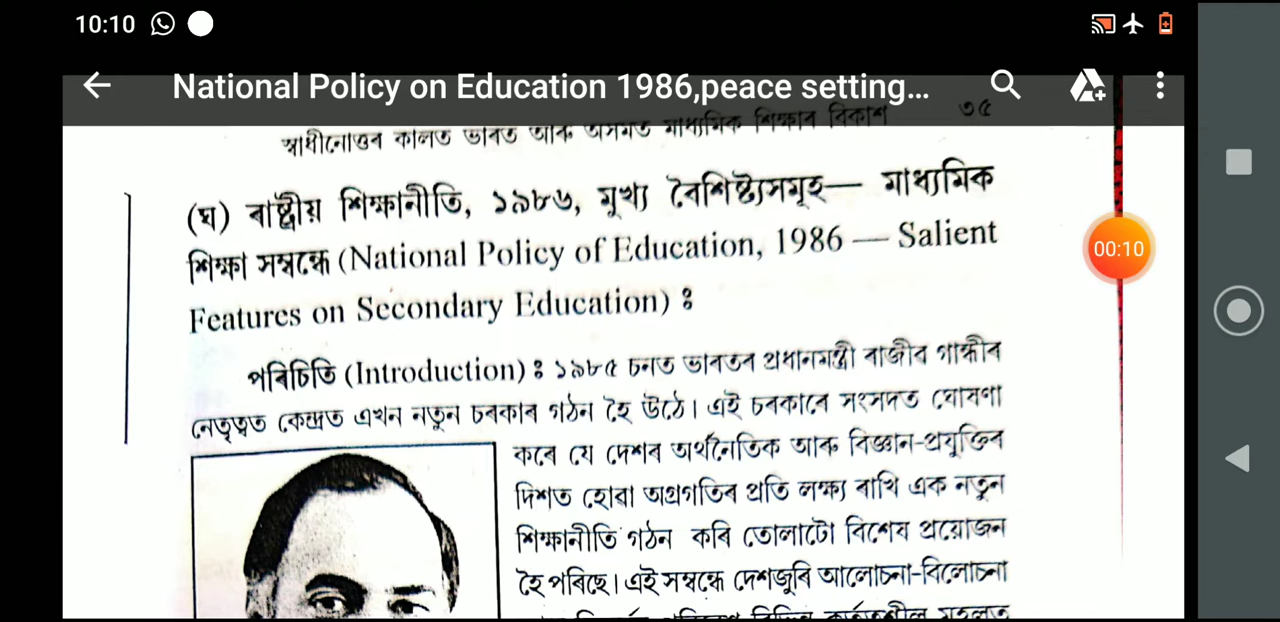 10:10
National Policy on Education 1986,peace setting...
স্বাধীনোত্তৰ কালত ভাৰত আৰু অসমত মাধ্যমিক শিক্ষাৰ বিকাশ ৩৫
(ঘ) ৰাষ্ট্ৰীয় শিক্ষানীতি, ১৯৮৬, মুখ্য বৈশিষ্ট্যসমূহ— মাধ্যমিক
শিক্ষা সম্বন্ধে (National Policy of Education, 1986 — Salient
Features on Secondary Education) ঃ
00:10
পৰিচিতি (Introduction) ঃ ১৯৮৫ চনত ভাৰতৰ প্ৰধানমন্ত্ৰী ৰাজীৱ গান্ধীৰ
নেতৃত্বত কেন্দ্ৰত এখন নতুন চৰকাৰ গঠন হৈ উঠে। এই চৰকাৰে সংসদত ঘোষণা
কৰে যে দেশৰ অৰ্থনৈতিক আৰু বিজ্ঞান-প্ৰযুক্তিৰ
দিশত হোৱা অগ্ৰগতিৰ প্ৰতি লক্ষ্য ৰাখি এক নতুন
শিক্ষানীতি গঠন কৰি তোলাটো বিশেষ প্ৰয়োজন
হৈ পৰিছে। এই সম্বন্ধে দেশজুৰি আলোচনা-বিলোচনা